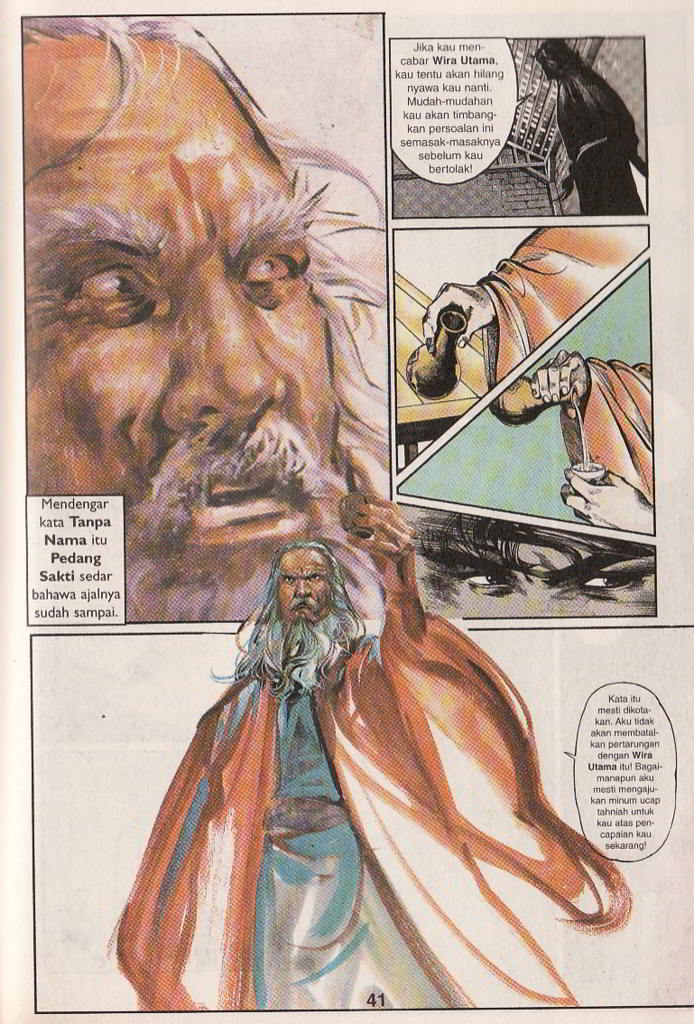 Jika kau men-
cabar Wira Utama,
kau tentu akan hilang
nyawa kau nanti.
Mudah-mudahan
kau akan timbang-
kan persoalan ini
semasak-masaknya
sebelum kau
bertolak!
Mendengar
kata Tanpa
Nama itu
Pedang
Sakti sedar
bahawa ajalnya
sudah sampai.
Kata itu
mesti dikota-
kan. Aku tidak
akan membatal-
kan pertarungan
dengan Wira
Utama itu! Bagai-
manapun aku
mesti mengaju-
kan minum ucap
tahniah untuk
kau atas pen-
capaian kau
sekarang!
41